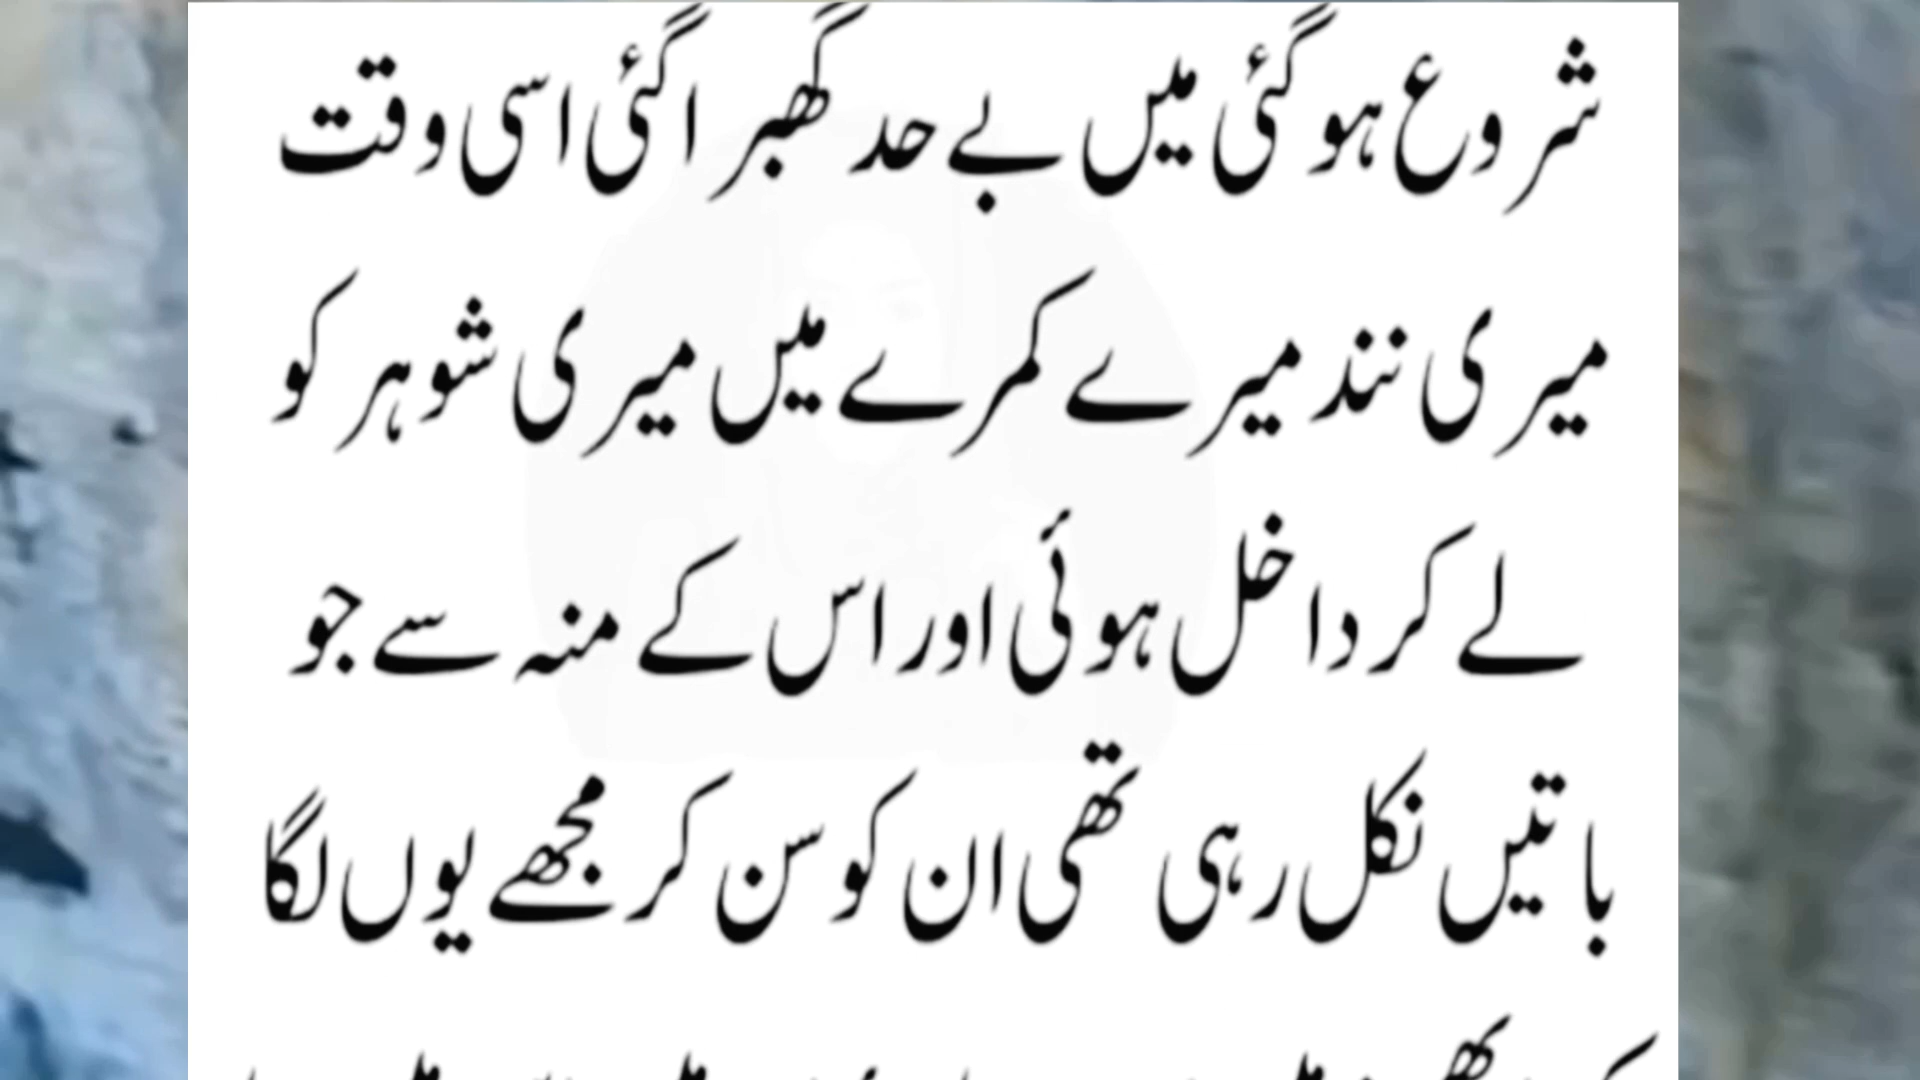 شروع ہو گئی میں بے حد گھبرا گئی اسی وقت
میری نند میرے کمرے میں میری شوہر کو
لے کر داخل ہوئی اور اس کے منہ سے جو
باتیں نکل رہی تھی ان کو سن کر مجھے یوں لگا